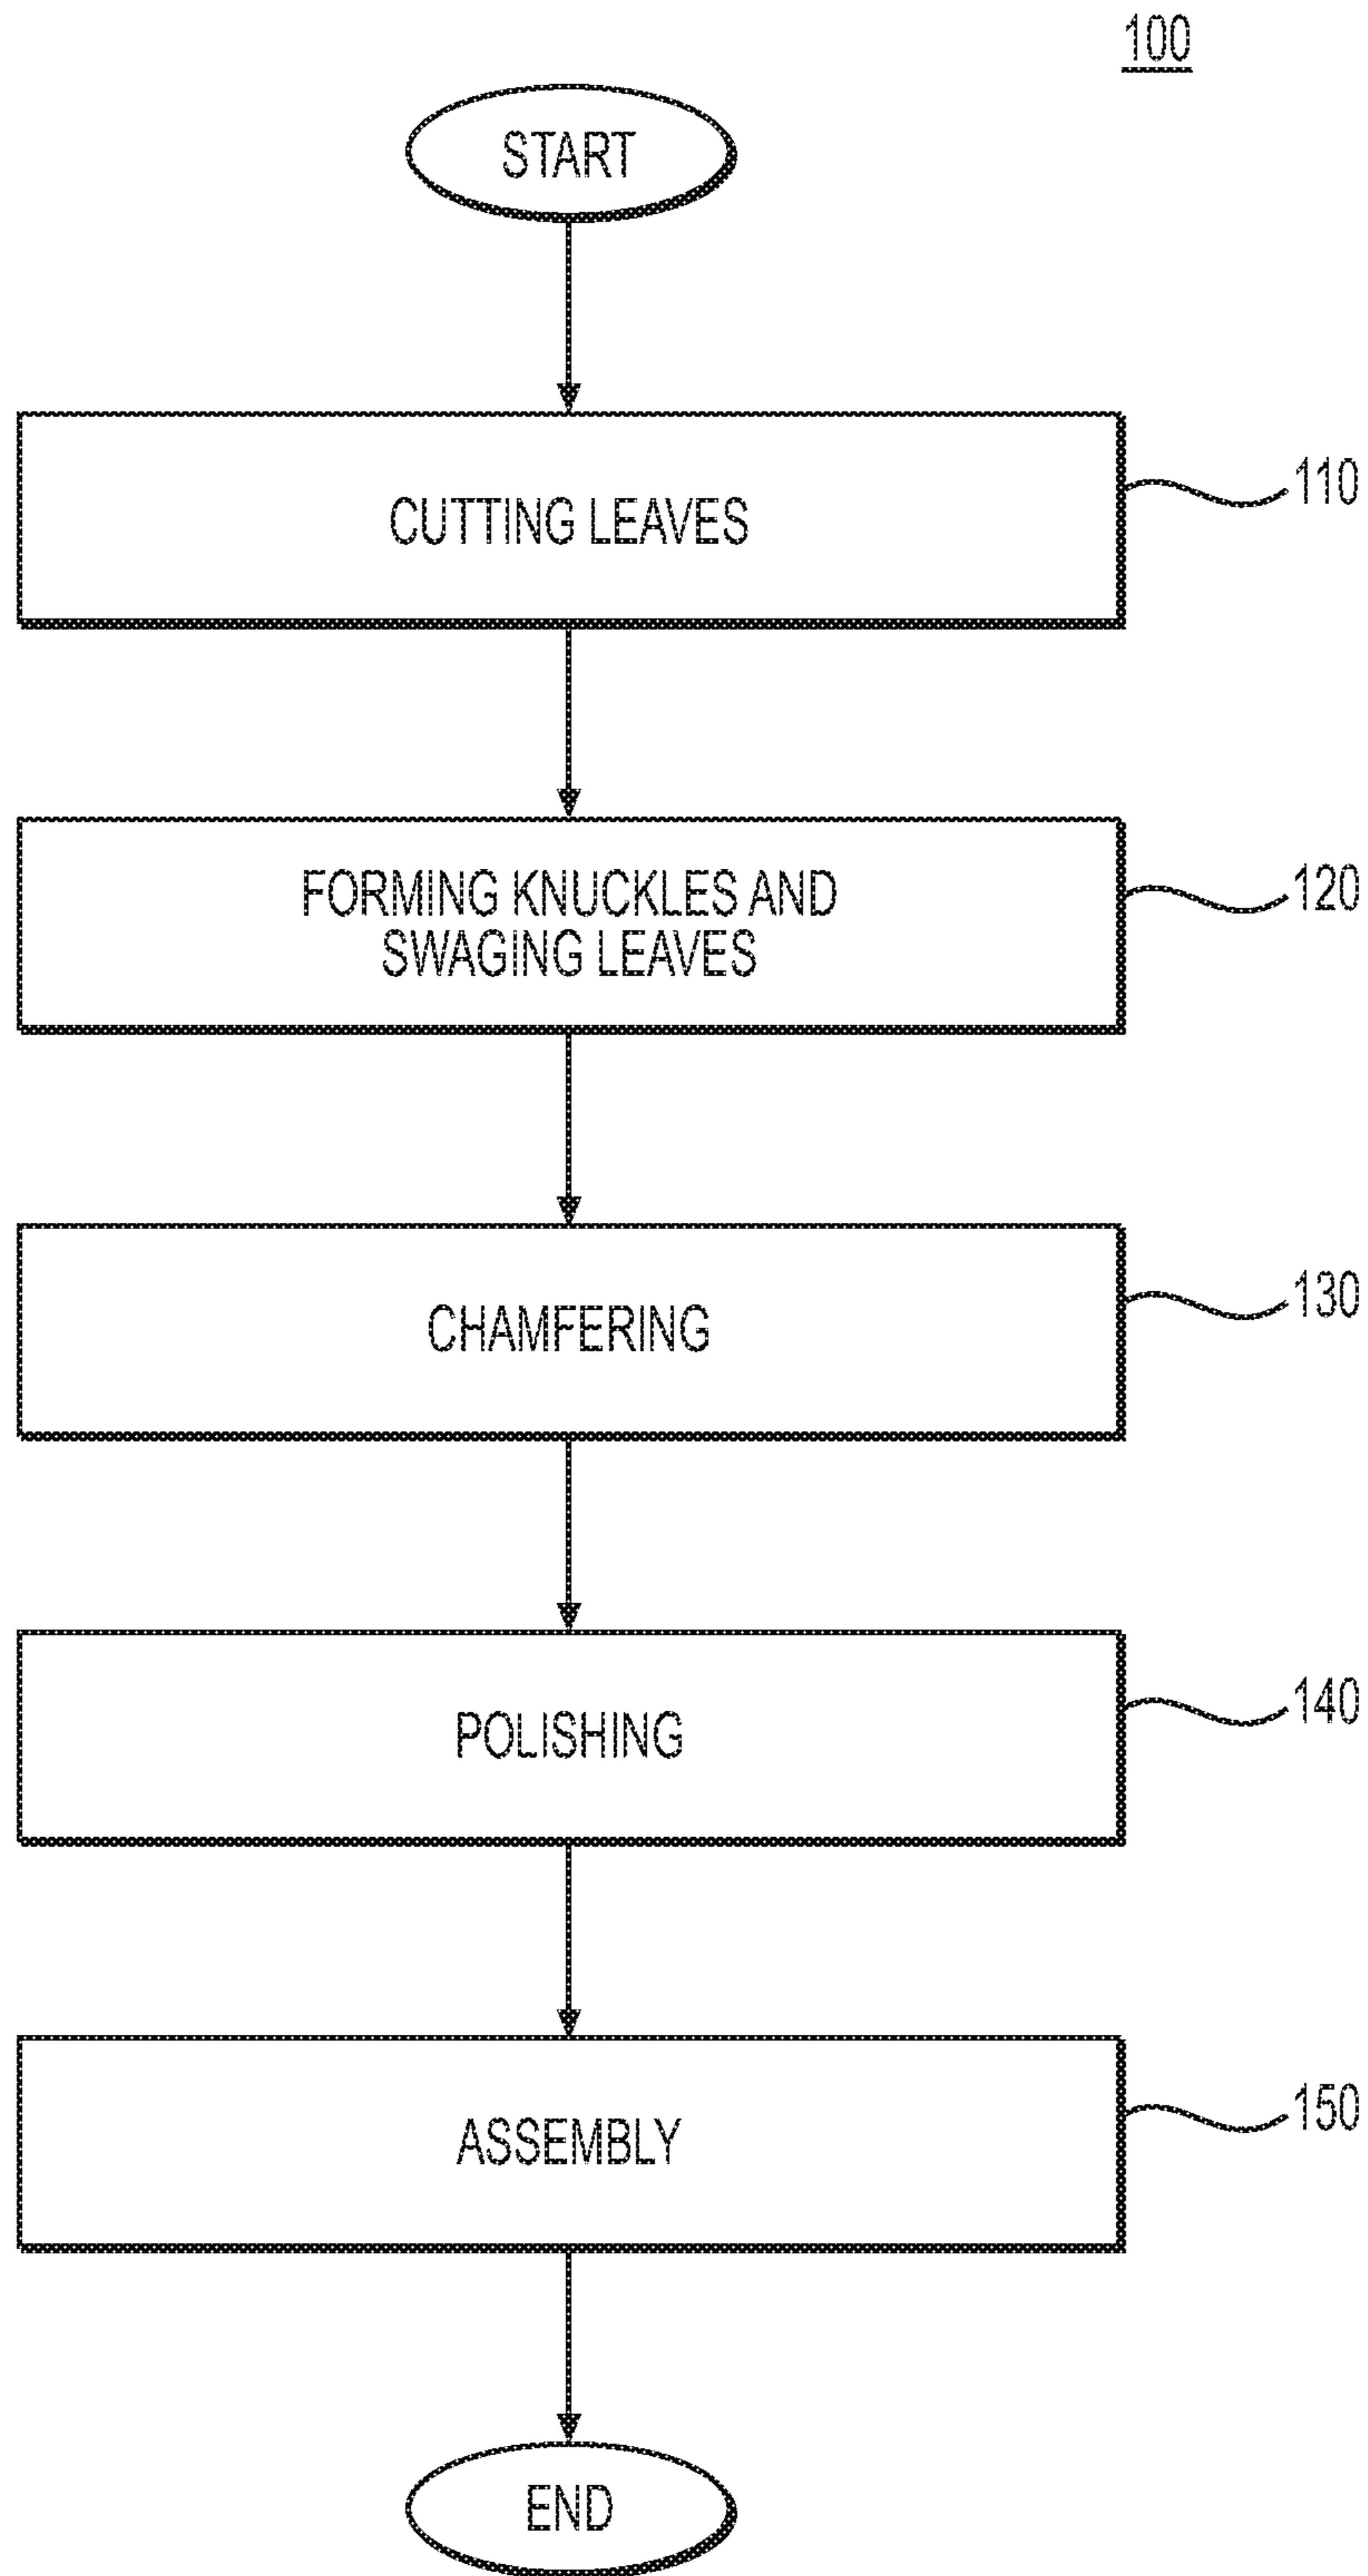 100
START
CUTTING LEAVES
110
FORMING KNUCKLES AND
SWAGING LEAVES
120
CHAMFERING
130
POLISHING
140
ASSEMBLY
150
END